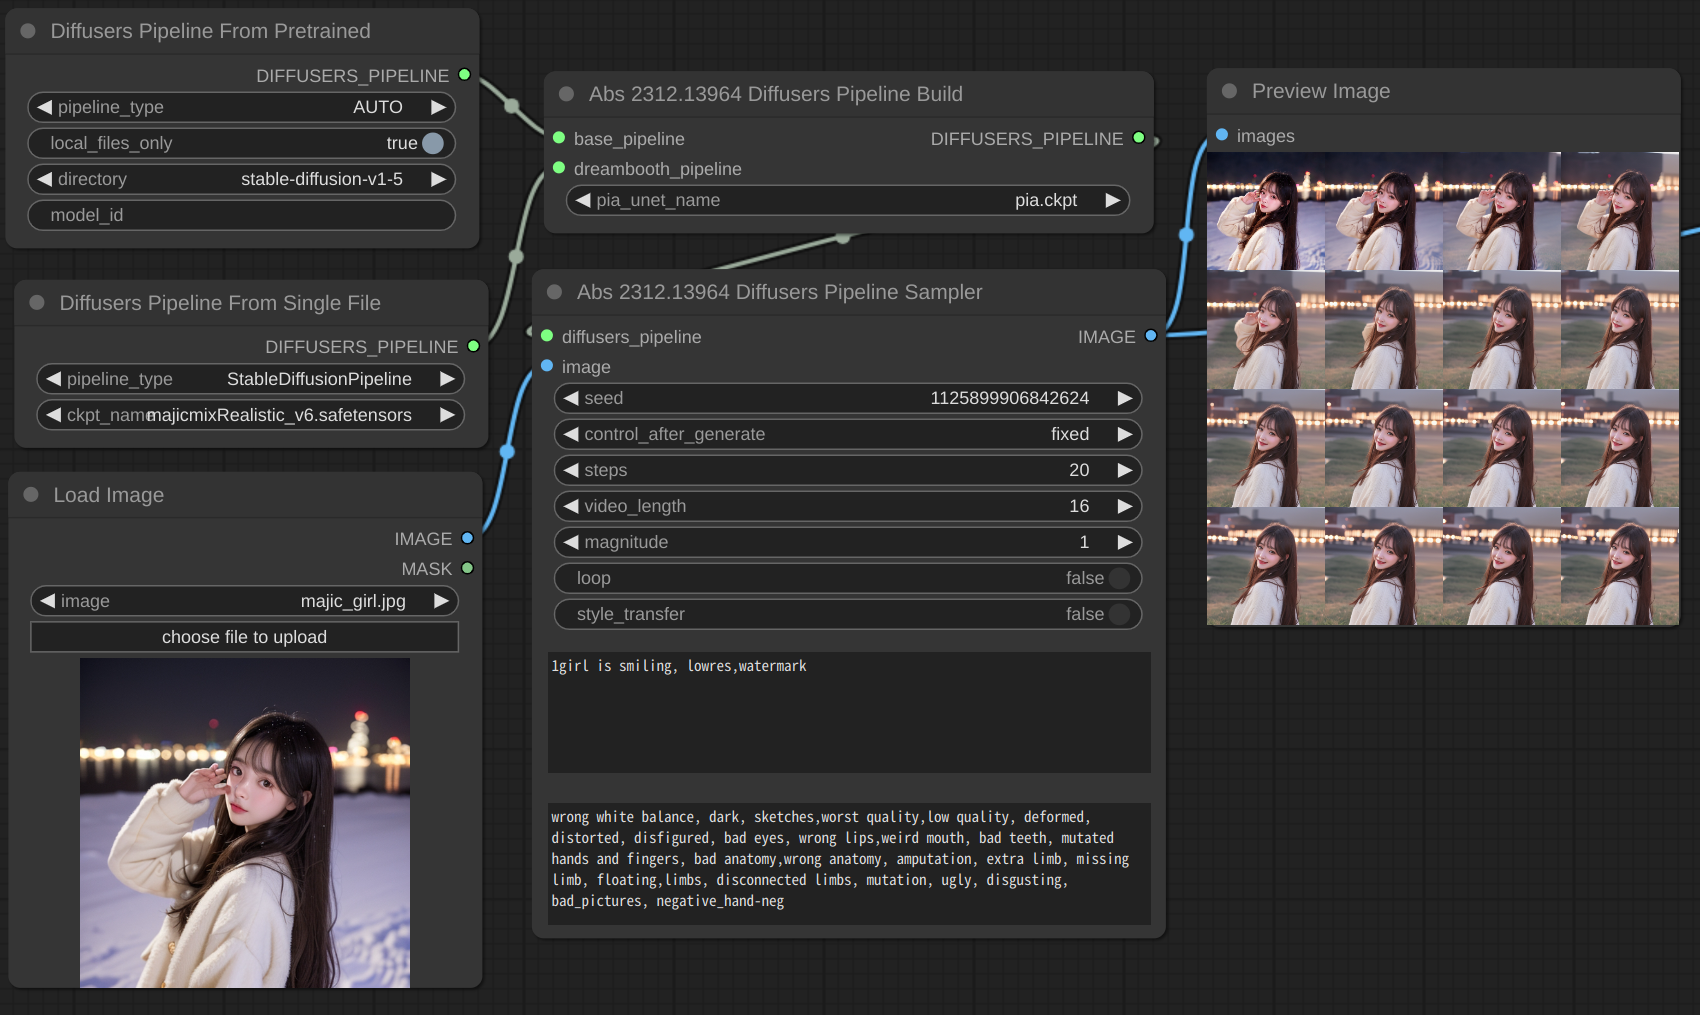 Diffusers Pipeline From Pretrained
DIFFUSERS_PIPELINE
pipeline_type AUTO
local_files_only true
directory stable-diffusion-v1-5
model_id
Diffusers Pipeline From Single File
DIFFUSERS_PIPELINE
pipeline_type StableDiffusionPipeline
ckpt_name majicmixRealistic_v6.safetensors
Load Image
IMAGE
MASK
image majic_girl.jpg
choose file to upload
Abs 2312.13964 Diffusers Pipeline Build
base_pipeline DIFFUSERS_PIPELINE
dreambooth_pipeline
pia_unet_name pia.ckpt
Abs 2312.13964 Diffusers Pipeline Sampler
diffusers_pipeline IMAGE
image
seed 1125899906842624
control_after_generate fixed
steps 20
video_length 16
magnitude 1
loop false
style_transfer false
1girl is smiling, lowres,watermark
wrong white balance, dark, sketches,worst quality,low quality, deformed,
distorted, disfigured, bad eyes, wrong lips,weird mouth, bad teeth, mutated
hands and fingers, bad anatomy,wrong anatomy, amputation, extra limb, missing
limb, floating,limbs, disconnected limbs, mutation, ugly, disgusting,
bad_pictures, negative_hand-neg
Preview Image
images